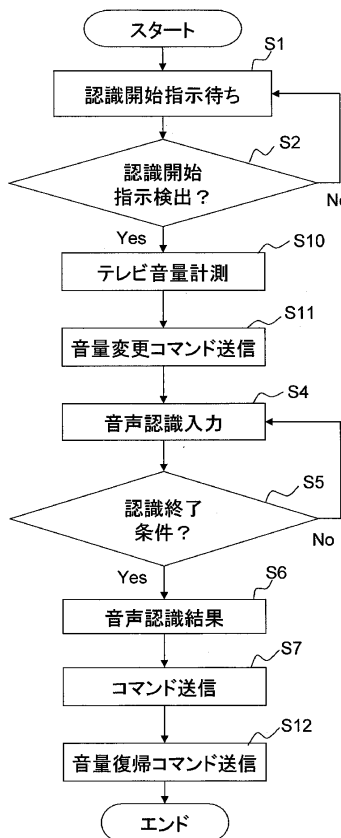 スタート
S1
認識開始指示待ち
S2
認識開始
指示検出？
No
Yes
S10
テレビ音量計測
S11
音量変更コマンド送信
S4
音声認識入力
S5
認識終了
条件？
No
Yes
S6
音声認識結果
S7
コマンド送信
S12
音量復帰コマンド送信
エンド